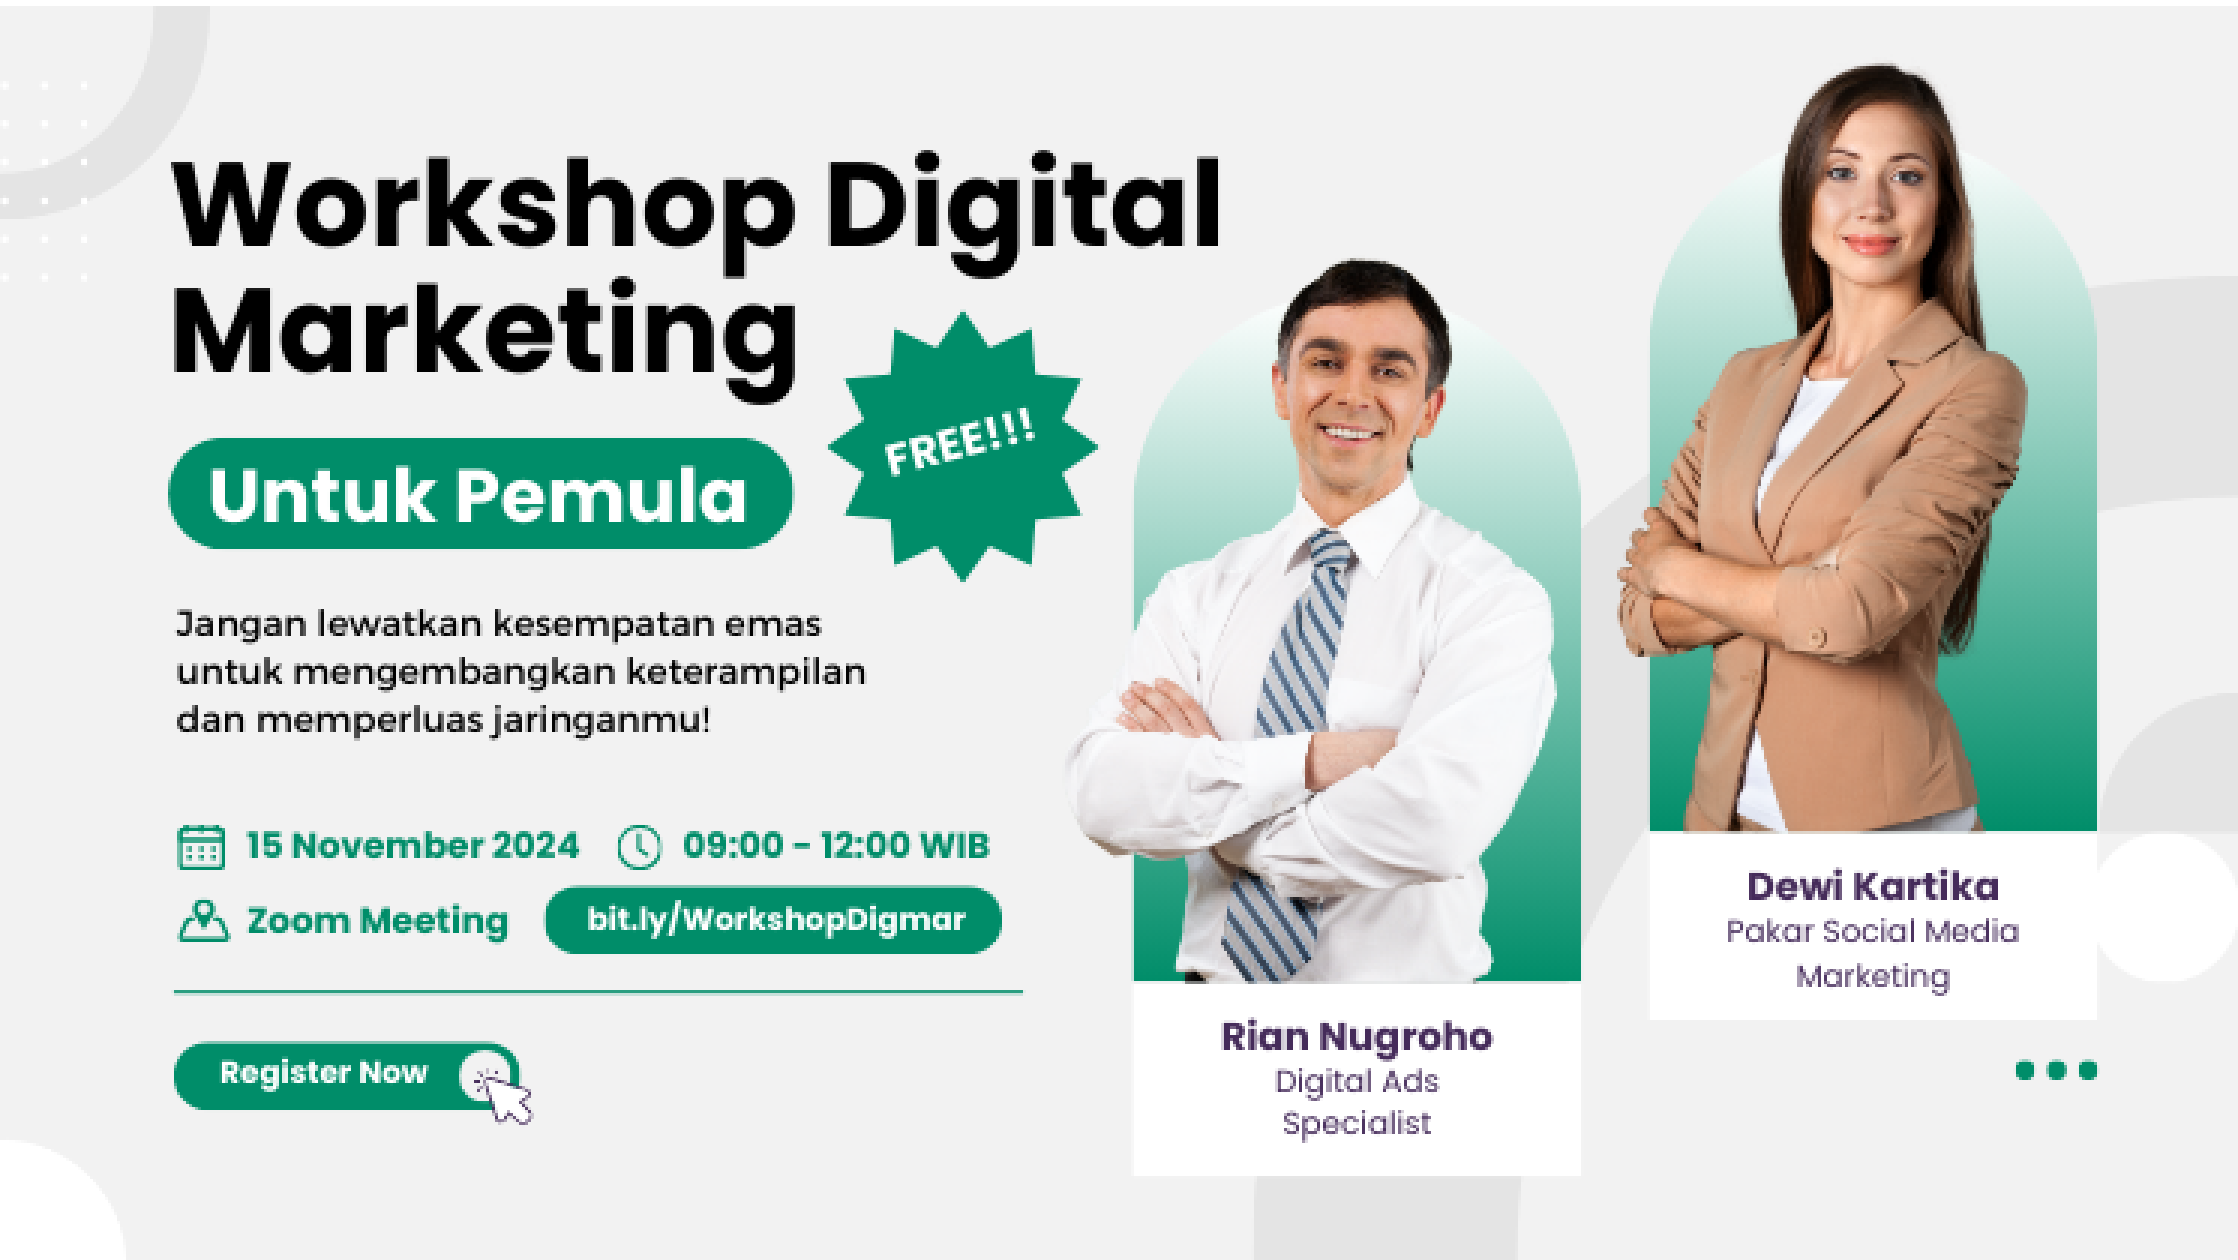 Workshop Digital
Marketing
FREE!!!
Untuk Pemula
Jangan lewatkan kesempatan emas
untuk mengembangkan keterampilan
dan memperluas jaringanmu!
15 November 2024
09:00 - 12:00 WIB
Zoom Meeting
bit.ly/WorkshopDigmar
Register Now
Rian Nugroho
Digital Ads
Specialist
Dewi Kartika
Pakar Social Media
Marketing